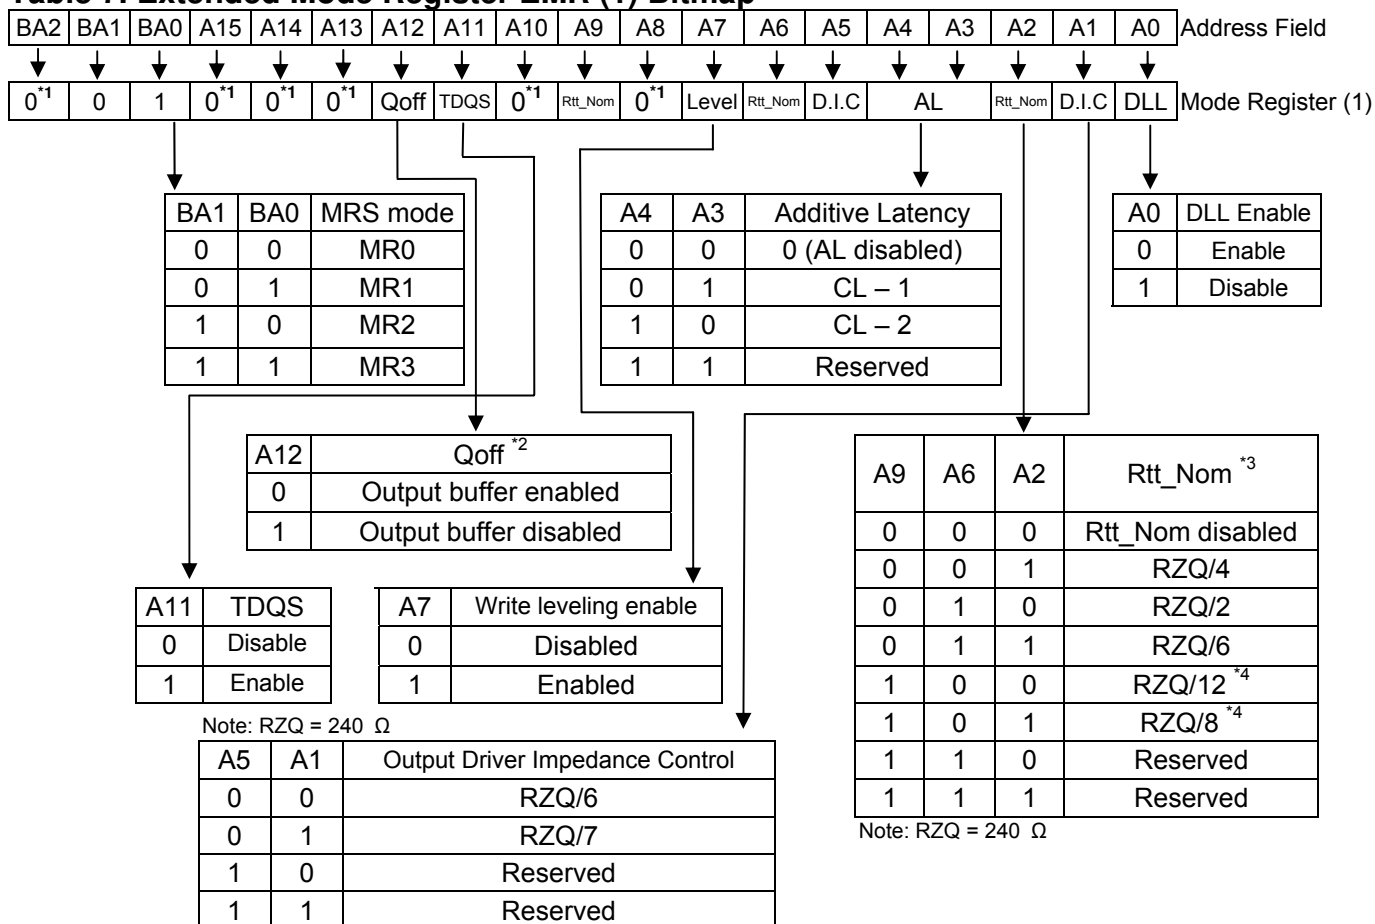 Table 7. Extended Mode Register EMR (1) Bitmap
BA2 BA1 BA0 A15 A14 A13 A12 A11 A10 A9 A8 A7 A6 A5 A4 A3 A2 A1 A0 Address Field
0*1 0 1 0*1 0*1 0*1 Qoff TDQS 0*1 Rtt_Nom 0*1 Level Rtt_Nom D.I.C AL Rtt_Nom D.I.C DLL Mode Register (1)
BA1 BA0 MRS mode
0 0 MR0
0 1 MR1
1 0 MR2
1 1 MR3
A4 A3 Additive Latency
0 0 0 (AL disabled)
0 1 CL – 1
1 0 CL – 2
1 1 Reserved
A0 DLL Enable
0 Enable
1 Disable
A12 Qoff *2
0 Output buffer enabled
1 Output buffer disabled
A9 A6 A2 Rtt_Nom *3
0 0 0 Rtt_Nom disabled
0 0 1 RZQ/4
0 1 0 RZQ/2
0 1 1 RZQ/6
1 0 0 RZQ/12 *4
1 0 1 RZQ/8 *4
1 1 0 Reserved
1 1 1 Reserved
Note: RZQ = 240 Ω
A11 TDQS
0 Disable
1 Enable
A7 Write leveling enable
0 Disabled
1 Enabled
Note: RZQ = 240 Ω
A5 A1 Output Driver Impedance Control
0 0 RZQ/6
0 1 RZQ/7
1 0 Reserved
1 1 Reserved